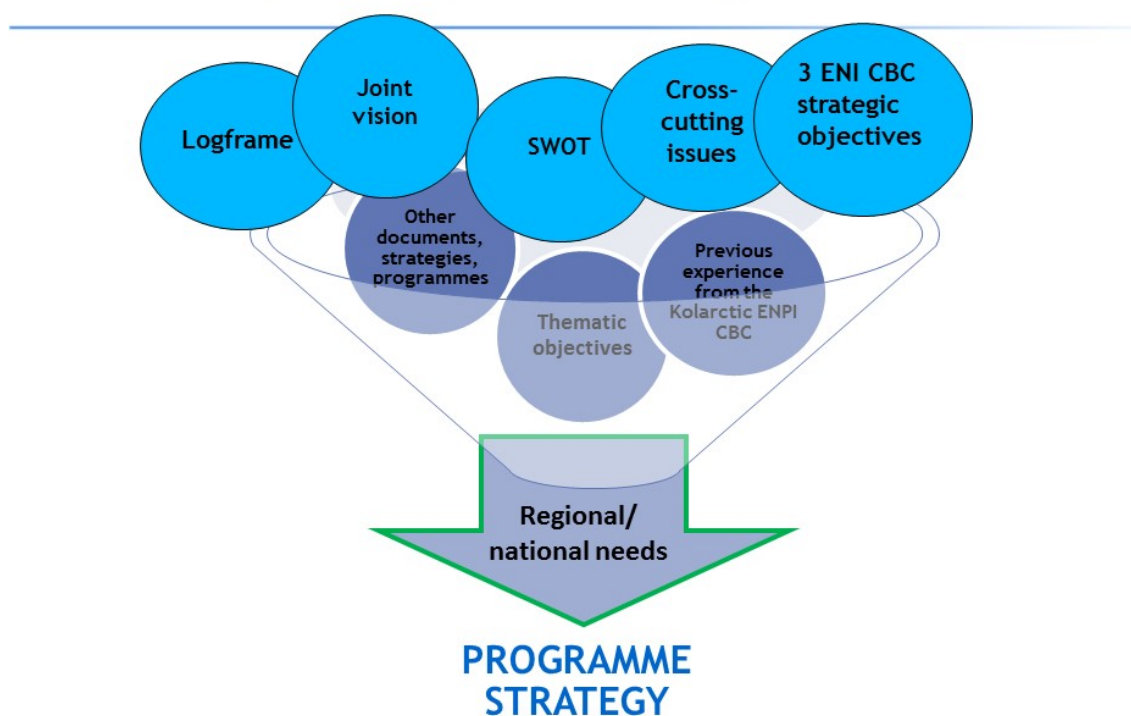 Logframe
Joint
vision
SWOT
Cross-
cutting
issues
3 ENI CBC
strategic
objectives
Other
documents,
strategies,
programmes
Thematic
objectives
Previous
experience
from the
Kolarctic ENPI
CBC
Regional/
national needs
PROGRAMME
STRATEGY